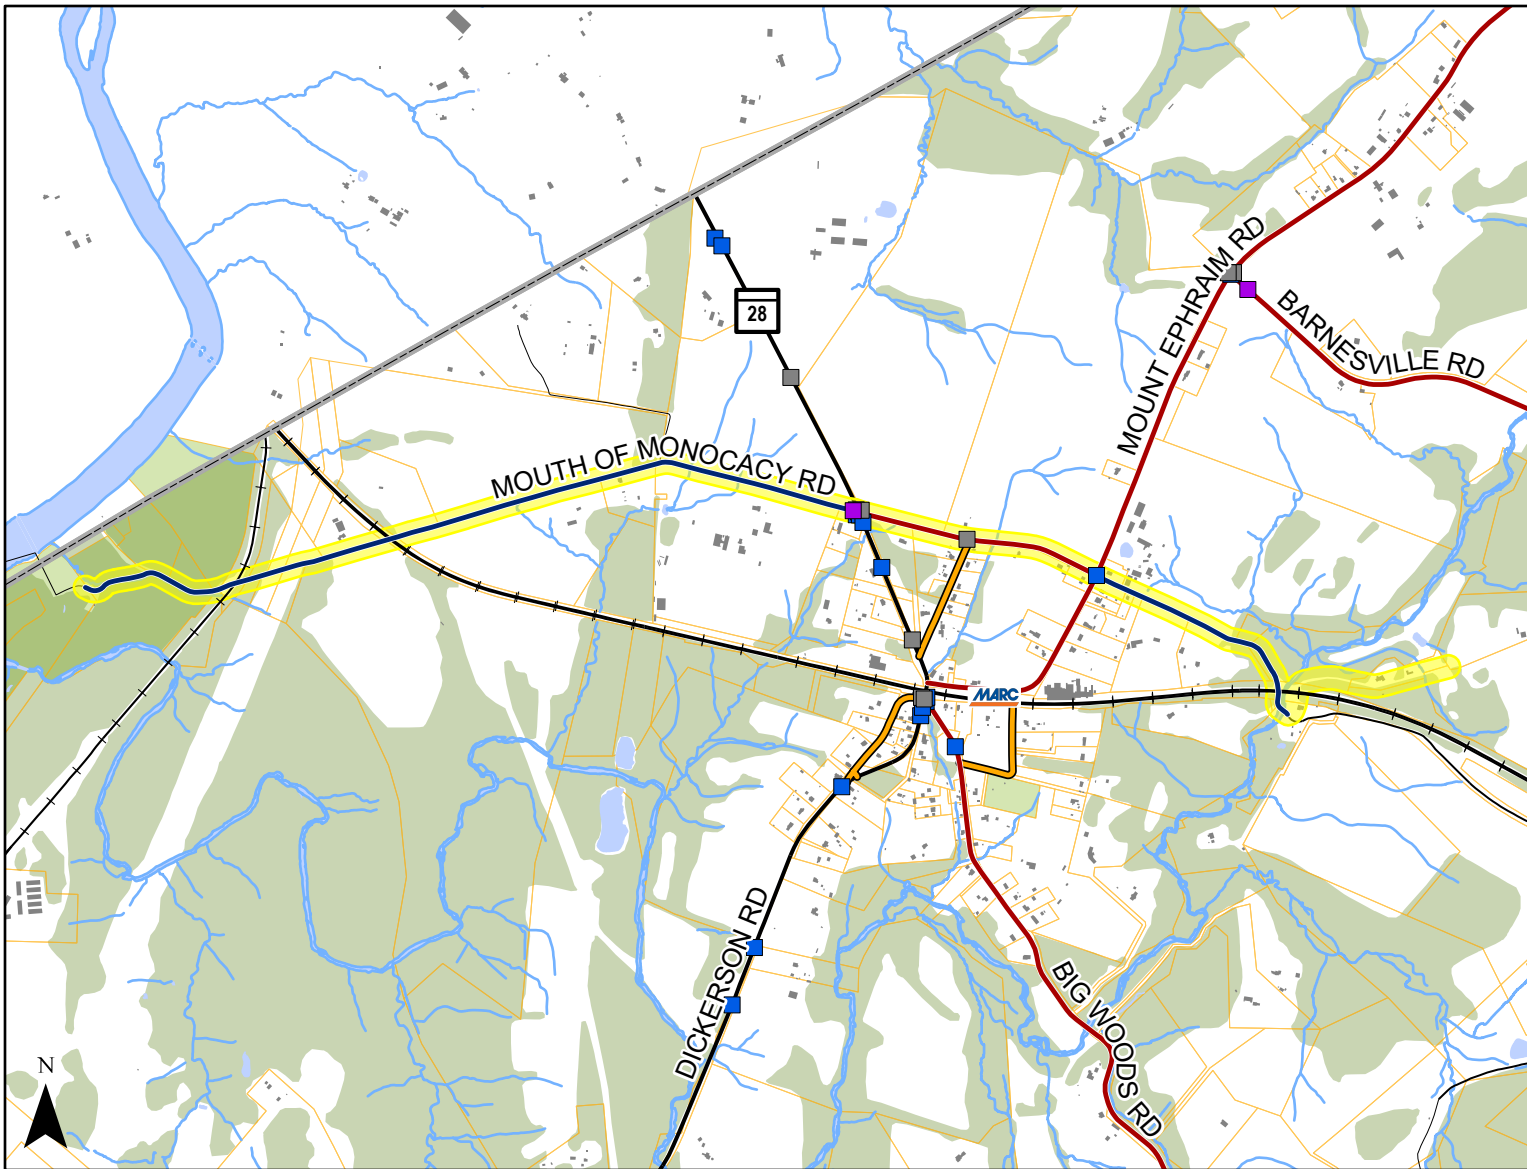 MOUNT EPHRAIM RD
28
BARNESVILLE RD
MOUTH OF MONOCACY RD
MARC
DICKERSON RD
BIG WOODS RD
N